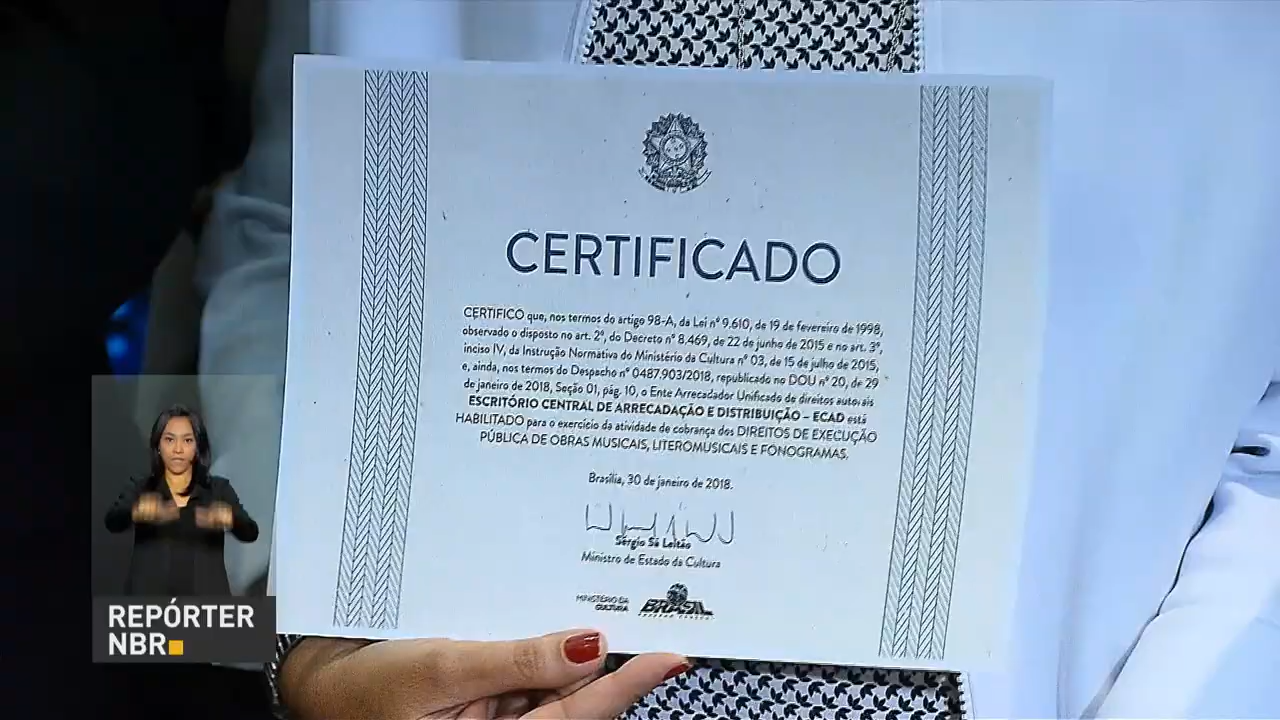 CERTIFICADO
CERTIFICO que, nos termos do artigo 98-A, da Lei nº 9.610, de 19 de fevereiro de 1998,
observado o disposto no art. 2º, do Decreto nº 8.469, de 22 de junho de 2015 e no art. 3º,
inciso IV, da Instrução Normativa do Ministério da Cultura nº 03, de 15 de julho de 2015,
e, ainda, nos termos do Despacho nº 0487.903/2018, republicado no DOU nº 20, de 29
de janeiro de 2018, Seção 01, pág. 10, o Ente Arrecadador Unificado de direitos autorais
ESCRITÓRIO CENTRAL DE ARRECADAÇÃO E DISTRIBUIÇÃO – ECAD está
HABILITADO para o exercício da atividade de cobrança dos DIREITOS DE EXECUÇÃO
PÚBLICA DE OBRAS MUSICAIS, LITEROMUSICAIS E FONOGRAMAS.
Brasília, 30 de janeiro de 2018.
Sérgio Sá Leitão
Ministro de Estado da Cultura
MINISTÉRIO DA
CULTURA
BRASIL
REPÓRTER
NBR